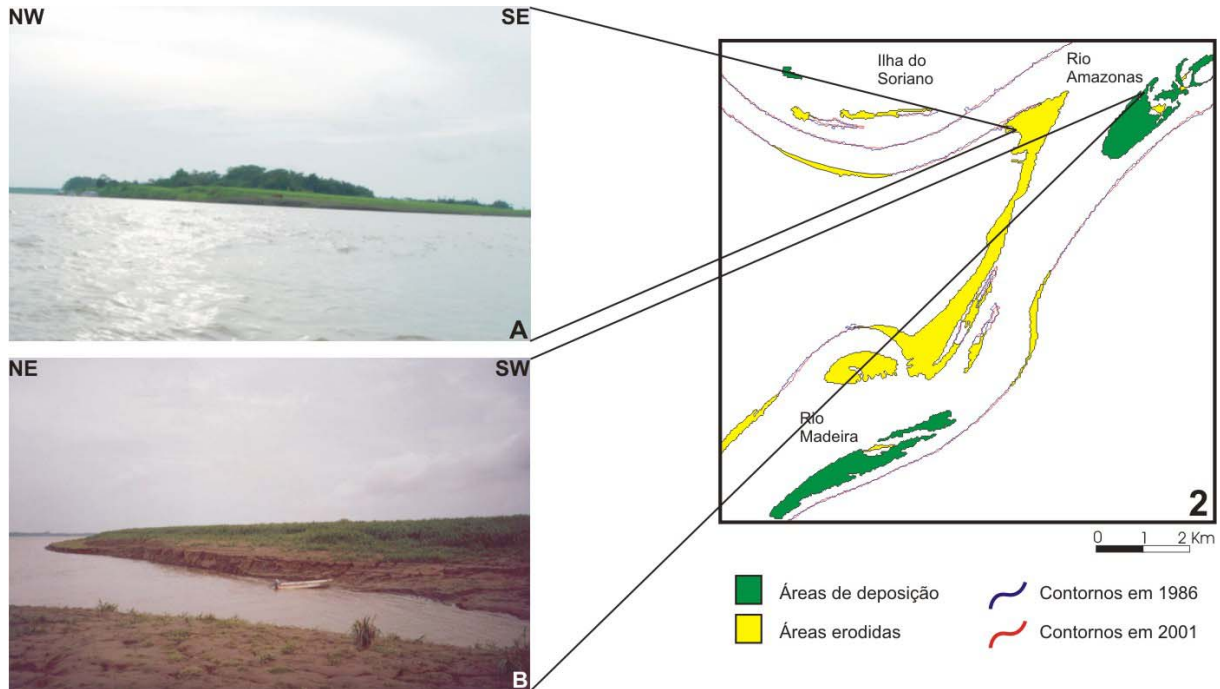 NW SE
A
NE SW
B
Ilha do
Soriano
Rio
Amazonas
Rio
Madeira
2
0 1 2 Km
Áreas de deposição
Áreas erodidas
Contornos em 1986
Contornos em 2001